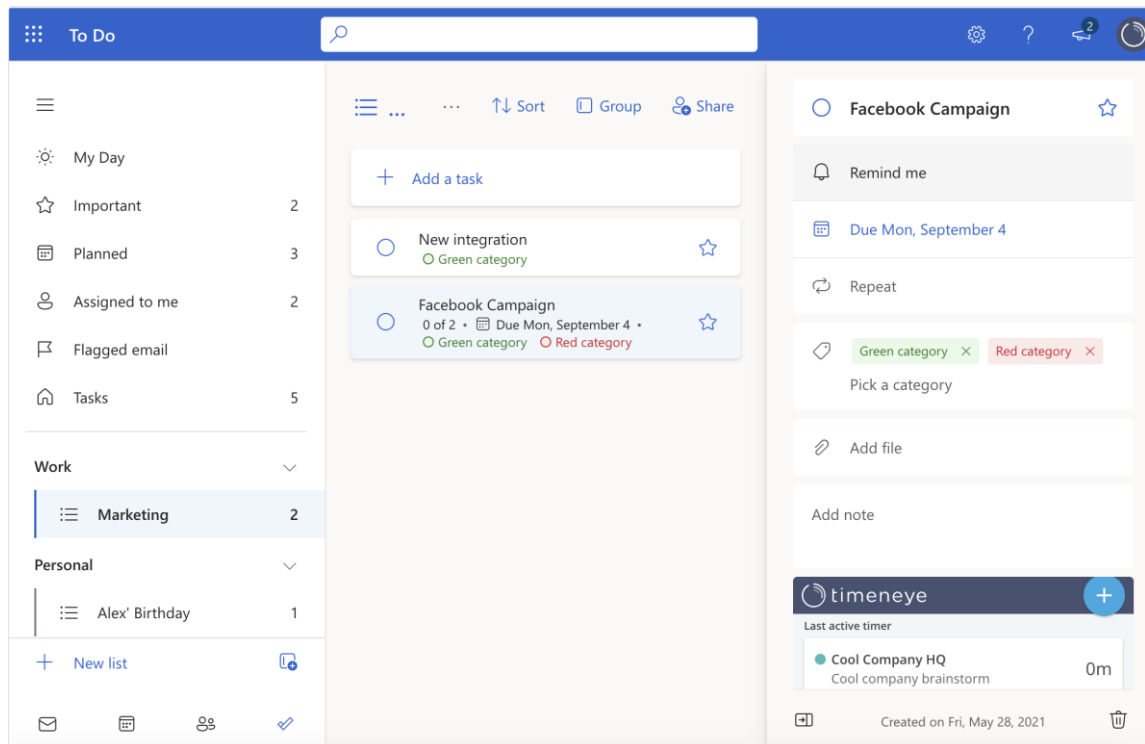 To Do
2
My Day
Important 2
Planned 3
Assigned to me 2
Flagged email
Tasks 5
Work
Marketing 2
Personal
Alex' Birthday 1
New list
... ... Sort Group Share
Add a task
New integration
Green category
Facebook Campaign
0 of 2 • Due Mon, September 4 •
Green category Red category
Facebook Campaign
Remind me
Due Mon, September 4
Repeat
Green category × Red category ×
Pick a category
Add file
Add note
timeneye
Last active timer
Cool Company HQ
Cool company brainstorm
0m
Created on Fri, May 28, 2021